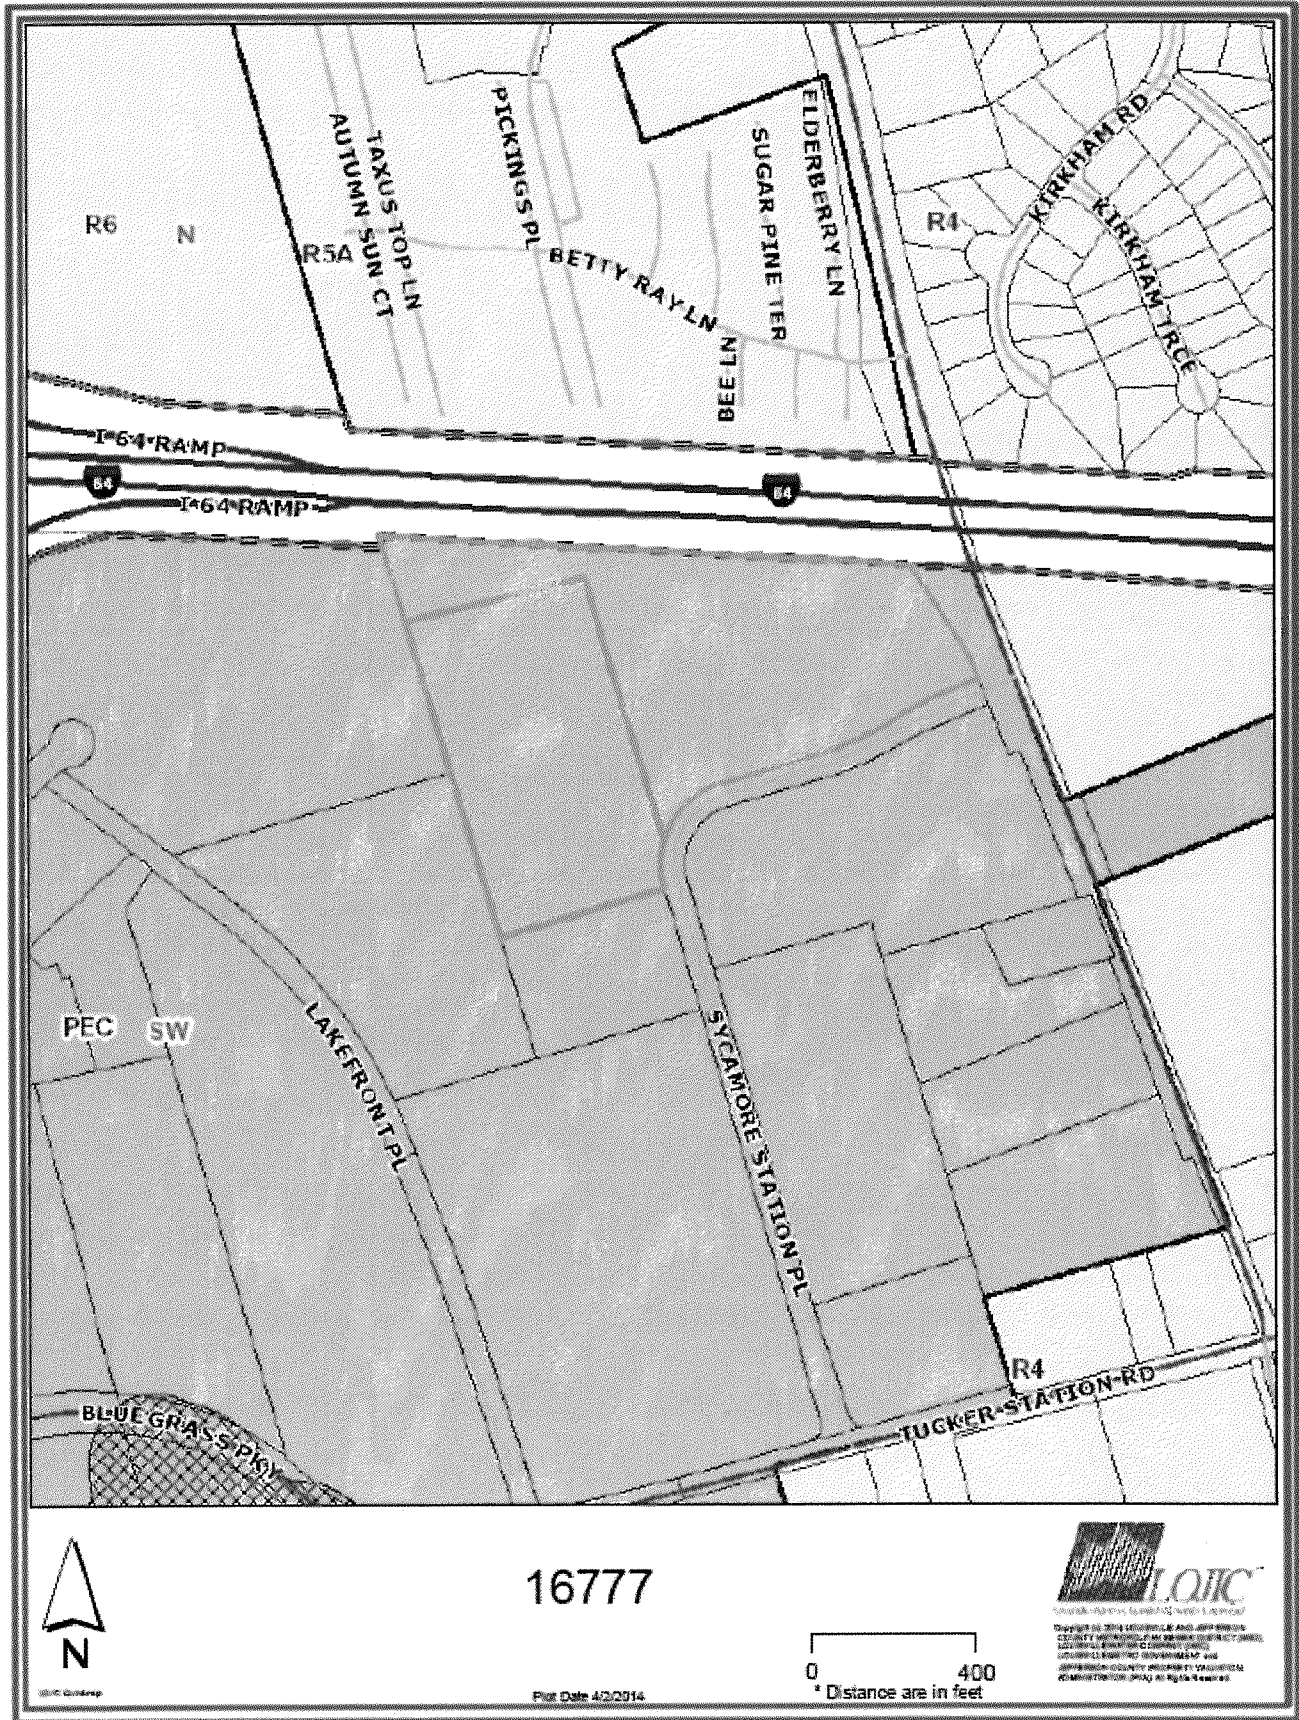 TAXUS TOP LN
AUTUMN SUN CT
PICKINGS PL
SUGAR PINE TER
ELDERBERRY LN
KIRKHAM RD
KIRKHAM TRCE
R6
N
R5A
R4
BETTY RAY LN
BEE LN
I-64 RAMP
64
64
I-64 RAMP
PEC
SW
LAKEFRONT PL
SYCAMORE STATION PL
R4
TUCKER STATION RD
BLUEGRASS PKY
16777
LOJIC
N
0 400
* Distance are in feet
Plot Date 4/2/2014